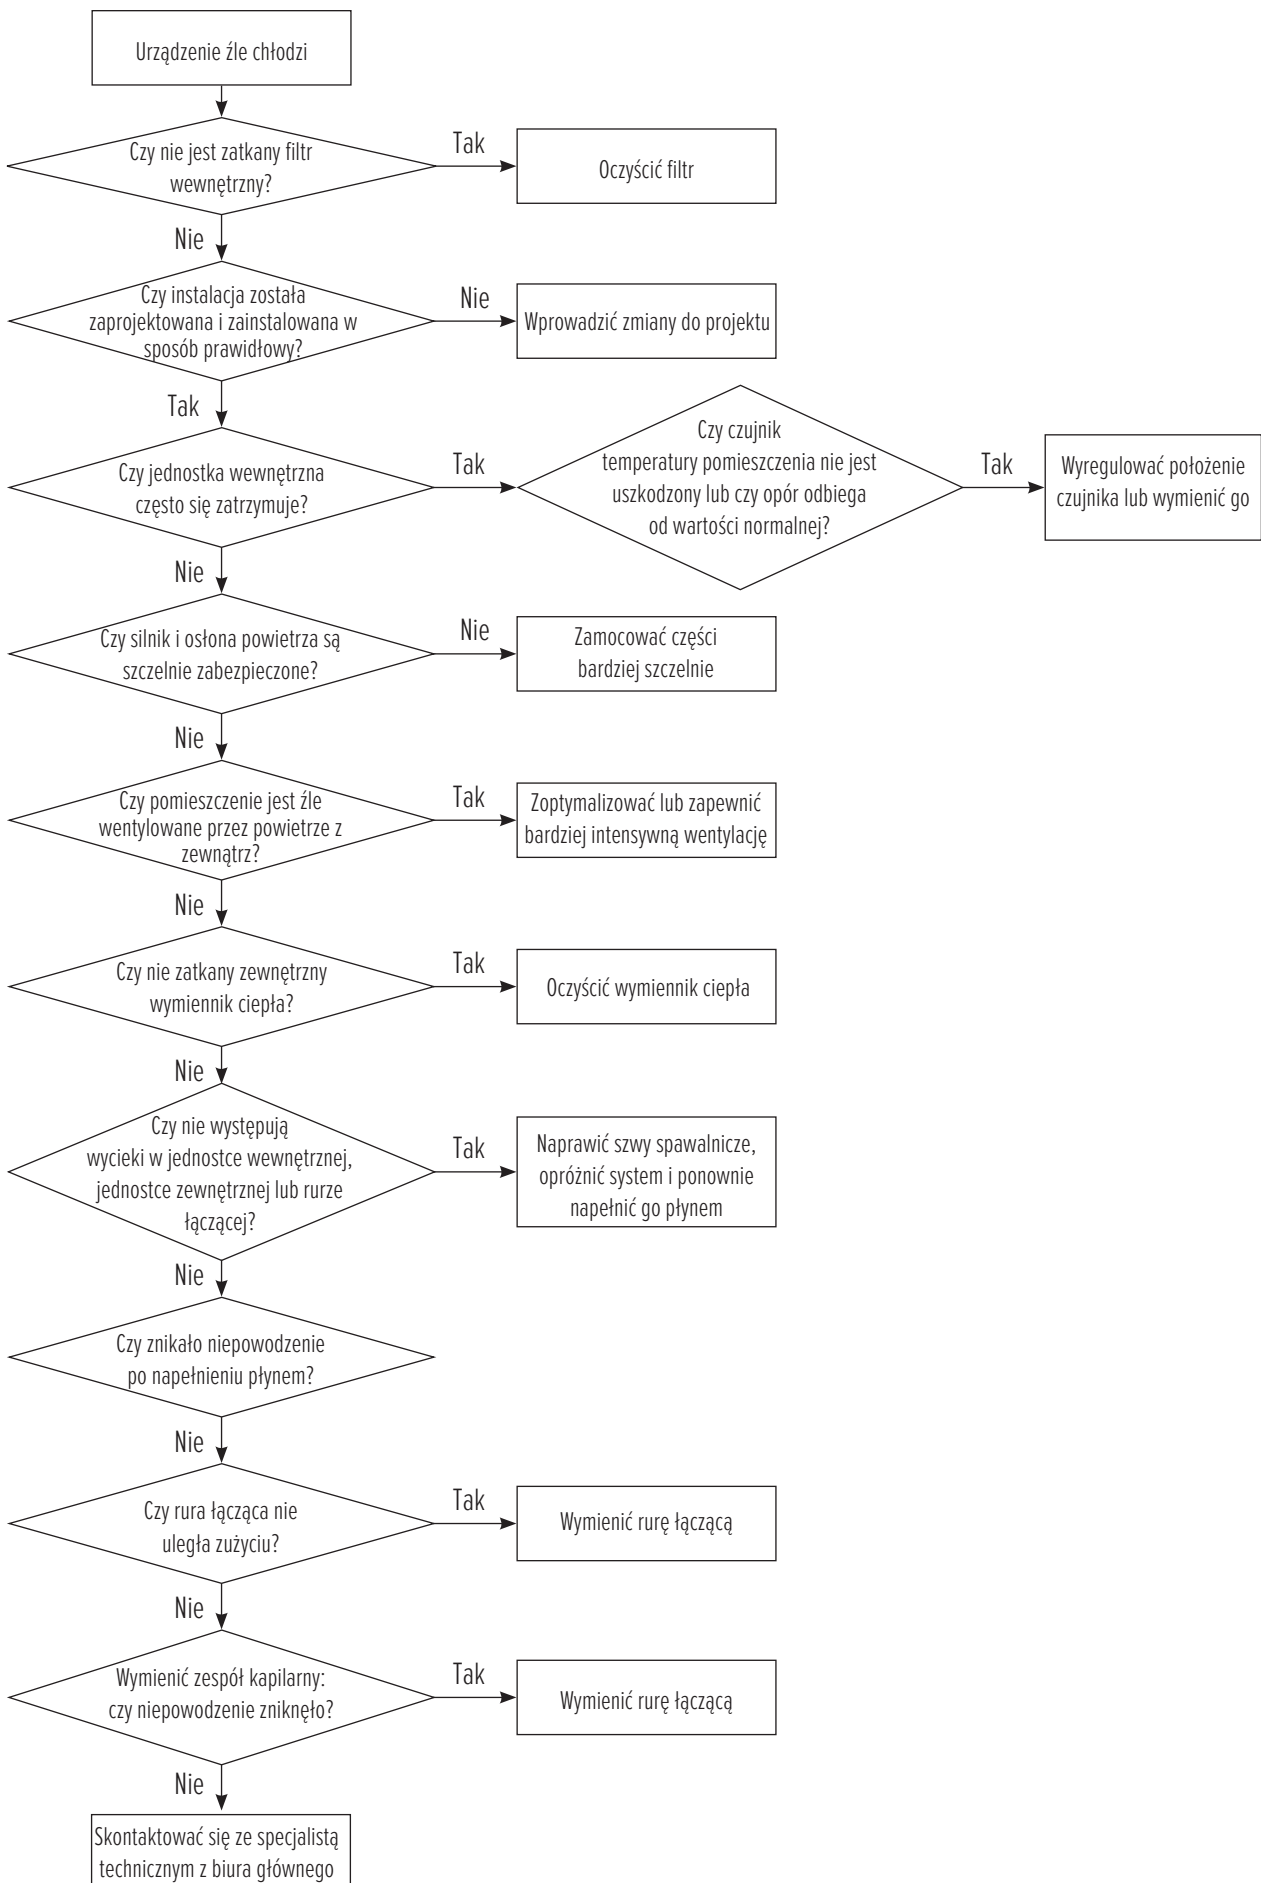 Urządzenie źle chłodzi
Czy nie jest zatkany filtr
wewnętrzny?
Tak
Oczyścić filtr
Nie
Czy instalacja została
zaprojektowana i zainstalowana w
sposób prawidłowy?
Nie
Wprowadzić zmiany do projektu
Tak
Czy jednostka wewnętrzna
często się zatrzymuje?
Tak
Czy czujnik
temperatury pomieszczenia nie jest
uszkodzony lub czy opór odbiega
od wartości normalnej?
Tak
Wyregulować położenie
czujnika lub wymienić go
Nie
Czy silnik i osłona powietrza są
szczelnie zabezpieczone?
Nie
Zamocować części
bardziej szczelnie
Nie
Czy pomieszczenie jest źle
wentylowane przez powietrze z
zewnątrz?
Tak
Zoptymalizować lub zapewnić
bardziej intensywną wentylację
Nie
Czy nie zatkany zewnętrzny
wymiennik ciepła?
Tak
Oczyścić wymiennik ciepła
Nie
Czy nie występują
wycieki w jednostce wewnętrznej,
jednostce zewnętrznej lub rurze
łączącej?
Tak
Naprawić szwy spawalnicze,
opróżnić system i ponownie
napełnić go płynem
Nie
Czy znikało niepowodzenie
po napełnieniu płynem?
Nie
Czy rura łącząca nie
uległa zużyciu?
Tak
Wymienić rurę łączącą
Nie
Wymienić zespół kapilarny:
czy niepowodzenie zniknęło?
Tak
Wymienić rurę łączącą
Nie
Skontaktować się ze specjalistą
technicznym z biura głównego